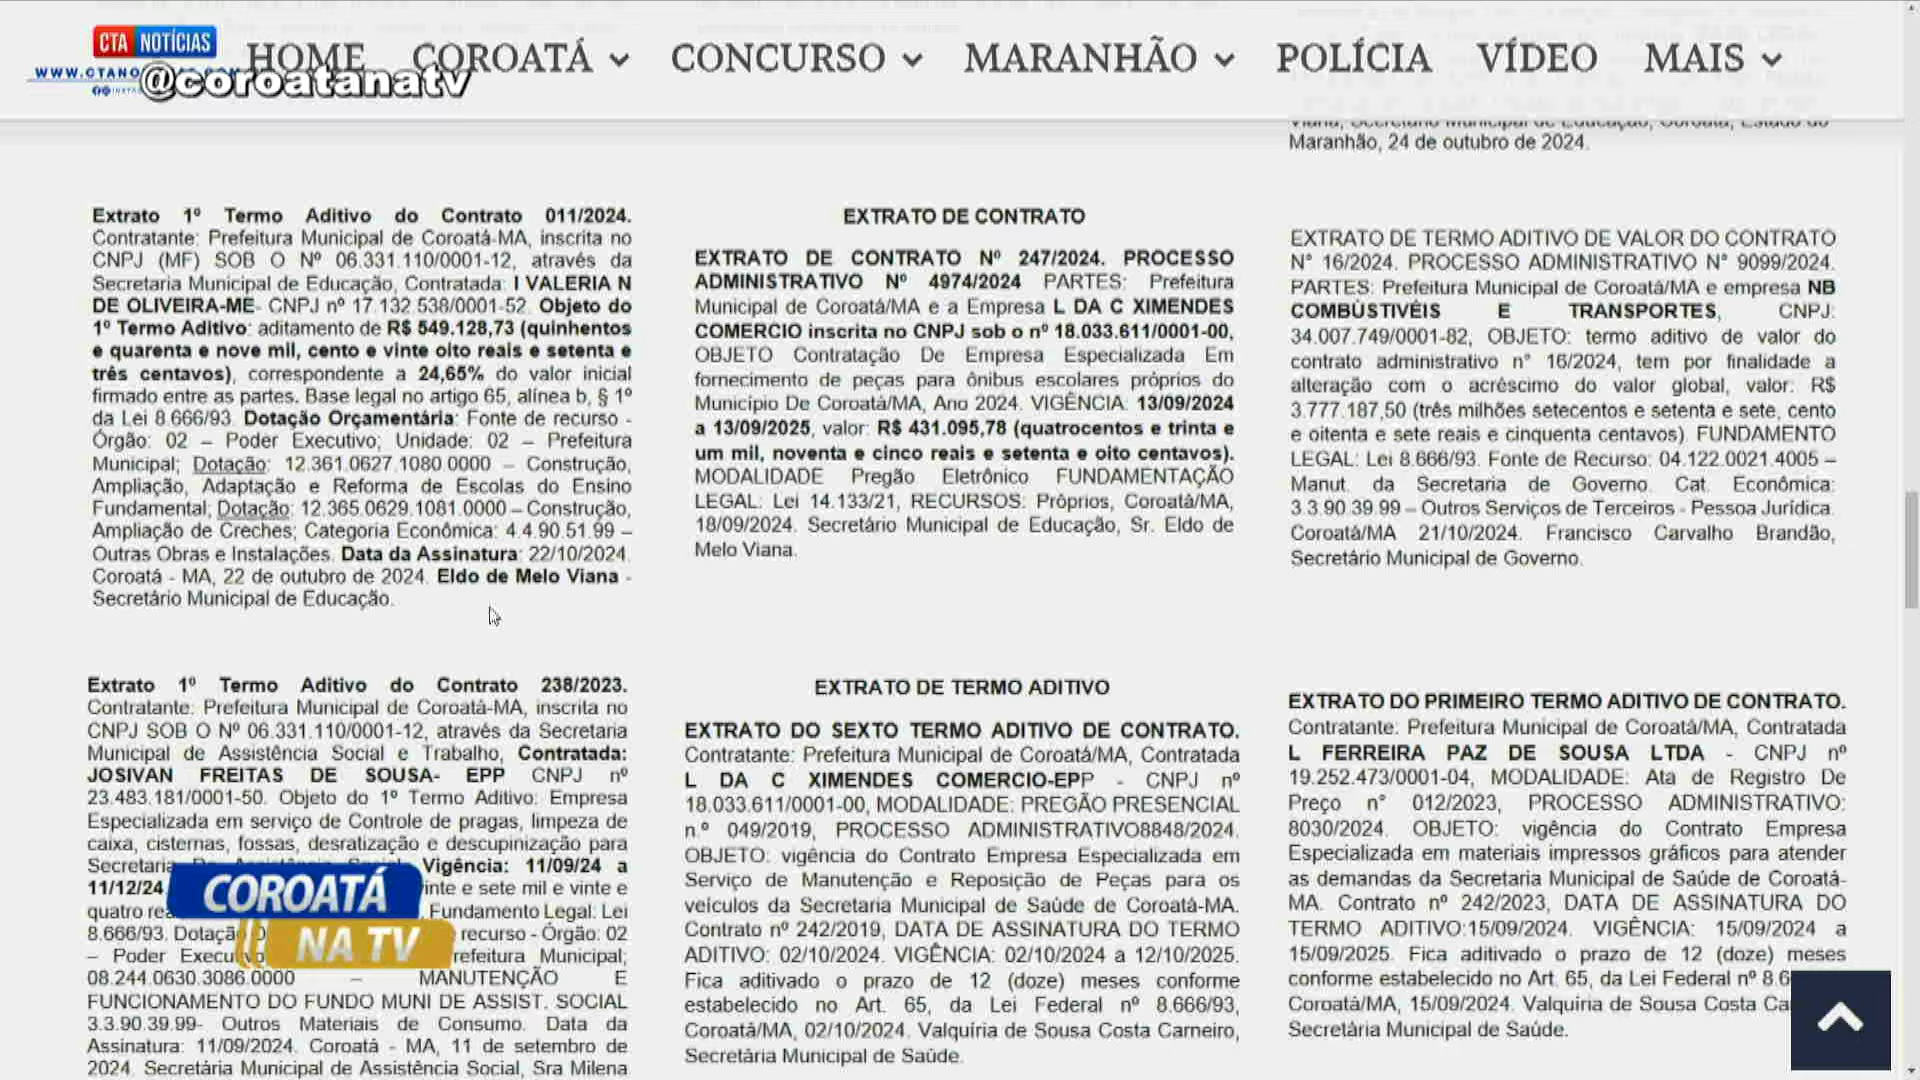 CTA NOTÍCIAS
@coroatanatv
HOME COROATÁ CONCURSO MARANHÃO POLÍCIA VÍDEO MAIS
Maranhão, 24 de outubro de 2024.
Extrato 1º Termo Aditivo do Contrato 011/2024.
Contratante: Prefeitura Municipal de Coroatá-MA, inscrita no
CNPJ (MF) SOB O Nº 06.331.110/0001-12, através da
Secretaria Municipal de Educação, Contratada: I VALERIA N
DE OLIVEIRA-ME- CNPJ nº 17.132.538/0001-52. Objeto do
1º Termo Aditivo: aditamento de R$ 549.128,73 (quinhentos
e quarenta e nove mil, cento e vinte oito reais e setenta e
três centavos), correspondente a 24,65% do valor inicial
firmado entre as partes. Base legal no artigo 65, alínea b, § 1º
da Lei 8.666/93. Dotação Orçamentária: Fonte de recurso -
Órgão: 02 – Poder Executivo; Unidade: 02 – Prefeitura
Municipal; Dotação: 12.361.0627.1080.0000 – Construção,
Ampliação, Adaptação e Reforma de Escolas do Ensino
Fundamental; Dotação: 12.365.0629.1081.0000 – Construção,
Ampliação de Creches; Categoria Econômica: 4.4.90.51.99 –
Outras Obras e Instalações. Data da Assinatura: 22/10/2024.
Coroatá - MA, 22 de outubro de 2024. Eldo de Melo Viana -
Secretário Municipal de Educação.
EXTRATO DE CONTRATO
EXTRATO DE CONTRATO Nº 247/2024. PROCESSO
ADMINISTRATIVO Nº 4974/2024 PARTES: Prefeitura
Municipal de Coroatá/MA e a Empresa L DA C XIMENDES
COMERCIO inscrita no CNPJ sob o nº 18.033.611/0001-00,
OBJETO Contratação De Empresa Especializada Em
fornecimento de peças para ônibus escolares próprios do
Município De Coroatá/MA, Ano 2024. VIGÊNCIA: 13/09/2024
a 13/09/2025, valor: R$ 431.095,78 (quatrocentos e trinta e
um mil, noventa e cinco reais e setenta e oito centavos).
MODALIDADE Pregão Eletrônico FUNDAMENTAÇÃO
LEGAL: Lei 14.133/21, RECURSOS: Próprios, Coroatá/MA,
18/09/2024. Secretário Municipal de Educação, Sr. Eldo de
Melo Viana.
EXTRATO DE TERMO ADITIVO DE VALOR DO CONTRATO
N° 16/2024. PROCESSO ADMINISTRATIVO N° 9099/2024.
PARTES: Prefeitura Municipal de Coroatá/MA e empresa NB
COMBUSTIVÉIS E TRANSPORTES, CNPJ:
34.007.749/0001-82, OBJETO: termo aditivo de valor do
contrato administrativo n° 16/2024, tem por finalidade a
alteração com o acréscimo do valor global, valor: R$
3.777.187,50 (três milhões setecentos e setenta e sete, cento
e oitenta e sete reais e cinquenta centavos). FUNDAMENTO
LEGAL: Lei 8.666/93. Fonte de Recurso: 04.122.0021.4005 –
Manut. da Secretaria de Governo. Cat. Econômica:
3.3.90.39.99 – Outros Serviços de Terceiros - Pessoa Jurídica.
Coroatá/MA 21/10/2024. Francisco Carvalho Brandão,
Secretário Municipal de Governo.
Extrato 1º Termo Aditivo do Contrato 238/2023.
Contratante: Prefeitura Municipal de Coroatá-MA, inscrita no
CNPJ SOB O Nº 06.331.110/0001-12, através da Secretaria
Municipal de Assistência Social e Trabalho, Contratada:
JOSIVAN FREITAS DE SOUSA- EPP CNPJ nº
23.483.181/0001-50. Objeto do 1º Termo Aditivo: Empresa
Especializada em serviço de Controle de pragas, limpeza de
caixa, cisternas, fossas, desratização e descupinização para
Secretaria Vigência: 11/09/24 a
11/12/24 vinte e sete mil e vinte e
quatro Fundamento Legal: Lei
8.666/93. Dotação recurso - Órgão: 02
– Poder Prefeitura Municipal;
08.244.0630.3086.0000 – MANUTENÇÃO E
FUNCIONAMENTO DO FUNDO MUNI DE ASSIST. SOCIAL
3.3.90.39.99- Outros Materiais de Consumo. Data da
Assinatura: 11/09/2024. Coroatá - MA, 11 de setembro de
2024. Secretária Municipal de Assistência Social, Sra Milena
COROATÁ
NA TV
EXTRATO DE TERMO ADITIVO
EXTRATO DO SEXTO TERMO ADITIVO DE CONTRATO.
Contratante: Prefeitura Municipal de Coroatá/MA, Contratada
L DA C XIMENDES COMERCIO-EPP - CNPJ nº
18.033.611/0001-00, MODALIDADE: PREGÃO PRESENCIAL
n.º 049/2019, PROCESSO ADMINISTRATIVO8848/2024.
OBJETO: vigência do Contrato Empresa Especializada em
Serviço de Manutenção e Reposição de Peças para os
veículos da Secretaria Municipal de Saúde de Coroatá-MA.
Contrato nº 242/2019, DATA DE ASSINATURA DO TERMO
ADITIVO: 02/10/2024. VIGÊNCIA: 02/10/2024 a 12/10/2025.
Fica aditivado o prazo de 12 (doze) meses conforme
estabelecido no Art. 65, da Lei Federal nº 8.666/93,
Coroatá/MA, 02/10/2024. Valquíria de Sousa Costa Carneiro,
Secretária Municipal de Saúde.
EXTRATO DO PRIMEIRO TERMO ADITIVO DE CONTRATO.
Contratante: Prefeitura Municipal de Coroatá/MA, Contratada
L FERREIRA PAZ DE SOUSA LTDA - CNPJ nº
19.252.473/0001-04, MODALIDADE: Ata de Registro De
Preço n° 012/2023, PROCESSO ADMINISTRATIVO:
8030/2024. OBJETO: vigência do Contrato Empresa
Especializada em materiais impressos gráficos para atender
as demandas da Secretaria Municipal de Saúde de Coroatá-
MA. Contrato nº 242/2023, DATA DE ASSINATURA DO
TERMO ADITIVO:15/09/2024. VIGÊNCIA: 15/09/2024 a
15/09/2025. Fica aditivado o prazo de 12 (doze) meses
conforme estabelecido no Art. 65, da Lei Federal nº 8.6
Coroatá/MA, 15/09/2024. Valquíria de Sousa Costa Ca
Secretária Municipal de Saúde.